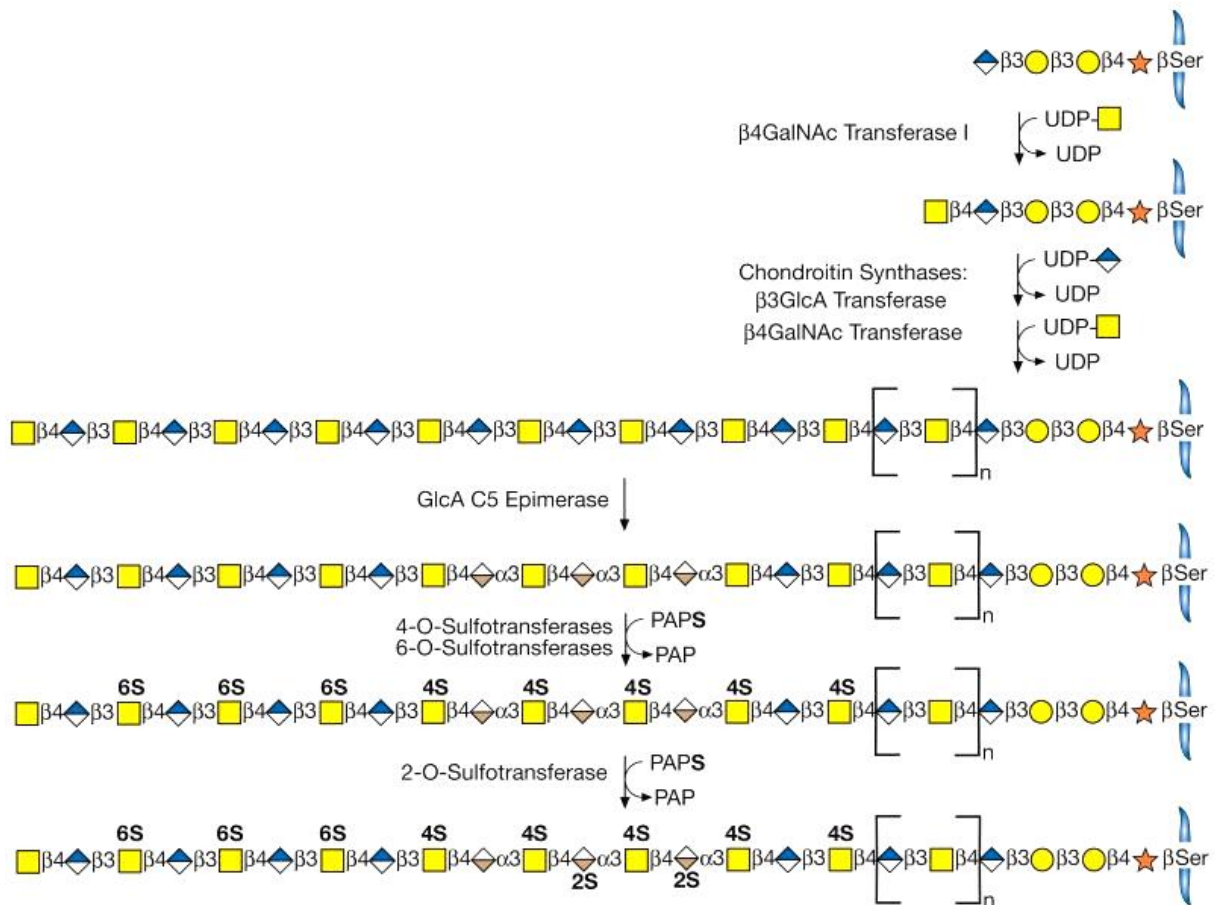 β3 β3 β4 βSer
β4GalNAc Transferase I
UDP-
UDP
β4 β3 β3 β4 βSer
Chondroitin Synthases:
β3GlcA Transferase
UDP-
UDP
β4GalNAc Transferase
UDP-
UDP
β4 β3 β4 β3 β4 β3 β4 β3 β4 β3 β4 β3 β4 β3 β4 β3 β4 β3 β4 β3 β3 β4 βSer
n
GlcA C5 Epimerase
β4 β3 β4 β3 β4 β3 β4 β3 β4 α3 β4 α3 β4 α3 β4 β3 β4 β3 β4 β3 β3 β4 βSer
n
4-O-Sulfotransferases
6-O-Sulfotransferases
PAPS
PAP
6S 6S 6S 4S 4S 4S 4S 4S
β4 β3 β4 β3 β4 β3 β4 β3 β4 α3 β4 α3 β4 α3 β4 β3 β4 β3 β4 β3 β3 β4 βSer
n
2-O-Sulfotransferase
PAPS
PAP
6S 6S 6S 4S 4S 4S 4S 4S
β4 β3 β4 β3 β4 β3 β4 β3 β4 α3 β4 α3 β4 α3 β4 β3 β4 β3 β4 β3 β3 β4 βSer
2S 2S
n